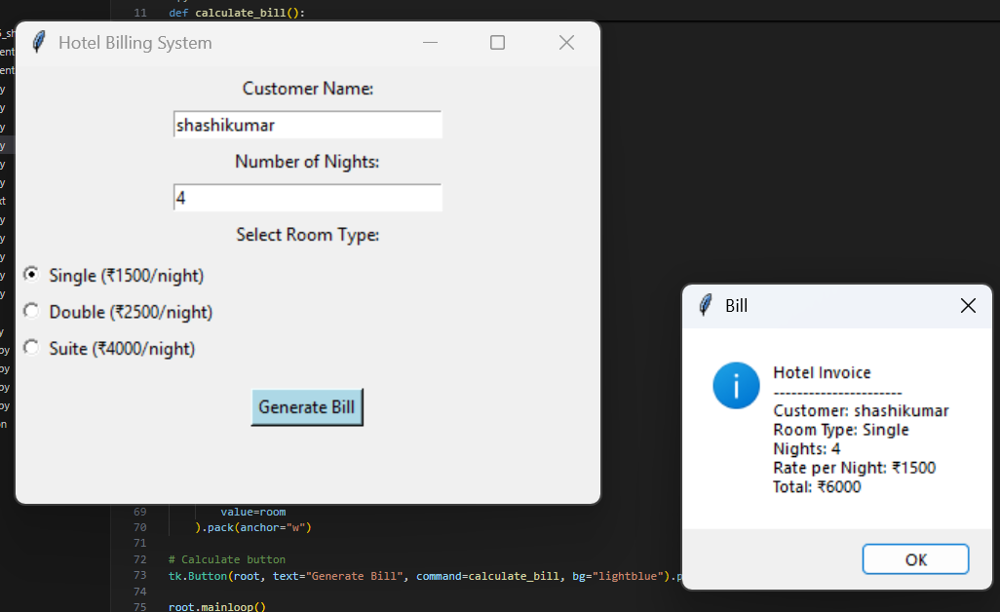 11 def calculate_bill():
Hotel Billing System
Customer Name:
shashikumar
Number of Nights:
4
Select Room Type:
Single (₹1500/night)
Double (₹2500/night)
Suite (₹4000/night)
Generate Bill
Bill
Hotel Invoice
----------------------
Customer: shashikumar
Room Type: Single
Nights: 4
Rate per Night: ₹1500
Total: ₹6000
OK
69 value=room
70 ).pack(anchor="w")
71
72 # Calculate button
73 tk.Button(root, text="Generate Bill", command=calculate_bill, bg="lightblue").
74
75 root.mainloop()